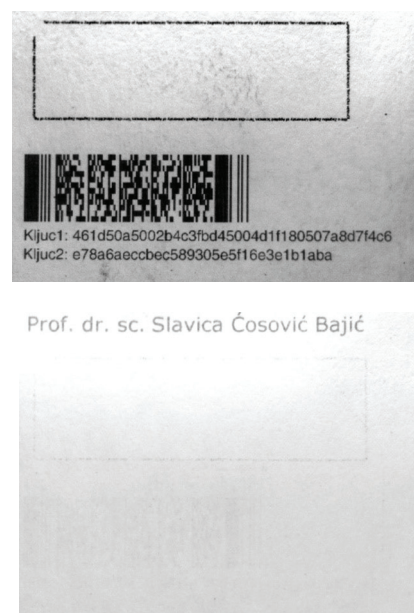 Kljuc1: 461d50a5002b4c3fbd45004d1f180507a8d7f4c6
Kljuc2: e78a6aeccbec589305e5f16e3e1b1aba
Prof. dr. sc. Slavica Ćosović Bajić